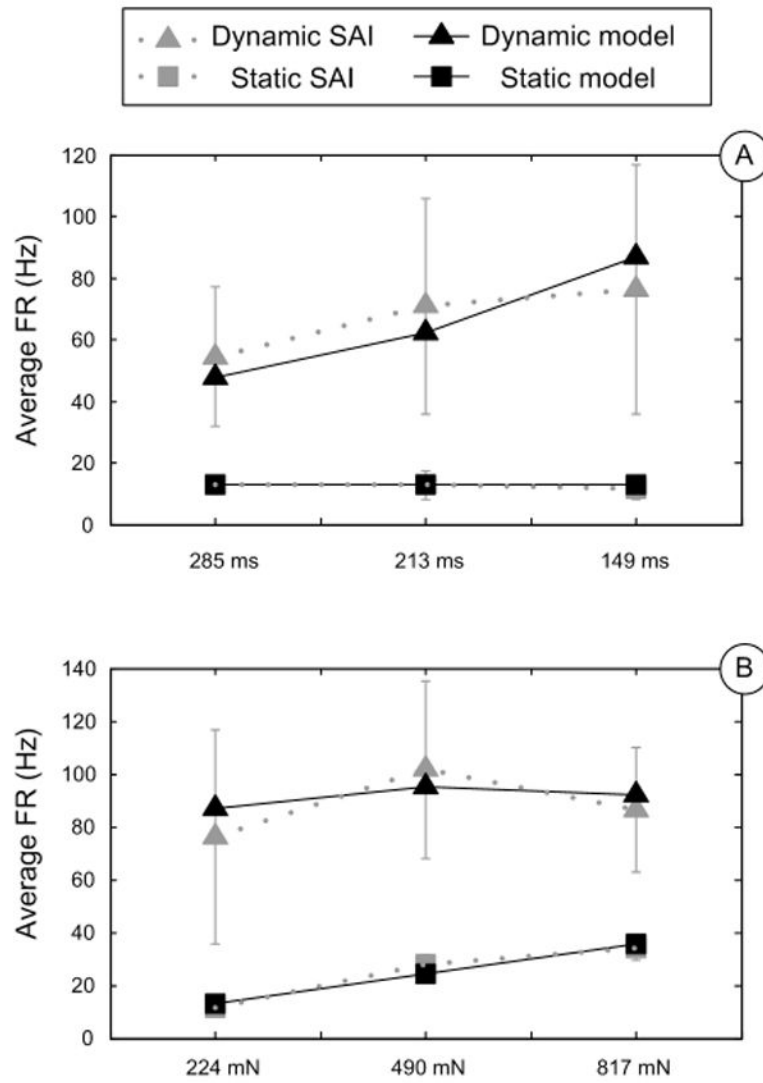 Dynamic SAI Dynamic model
Static SAI Static model
A
120
100
80
60
40
20
0
Average FR (Hz)
285 ms 213 ms 149 ms
B
140
120
100
80
60
40
20
0
Average FR (Hz)
224 mN 490 mN 817 mN